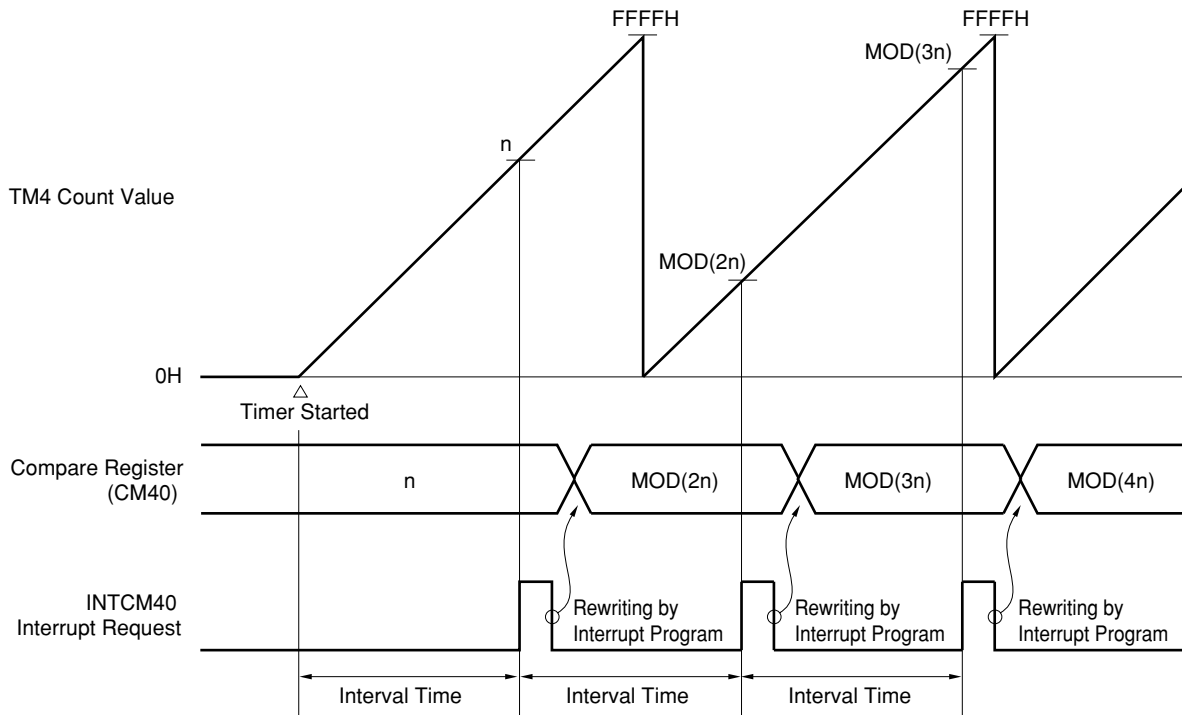 FFFFH
FFFFH
MOD(3n)
n
TM4 Count Value
MOD(2n)
0H
Timer Started
Compare Register
(CM40)
n
MOD(2n)
MOD(3n)
MOD(4n)
INTCM40
Interrupt Request
Rewriting by
Interrupt Program
Rewriting by
Interrupt Program
Rewriting by
Interrupt Program
Interval Time
Interval Time
Interval Time